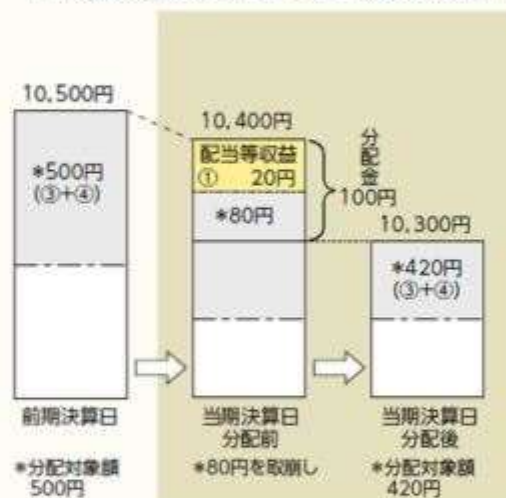 10,500円
*500円
(③+④)
前期決算日
*分配対象額
500円
10,400円
配当等収益
① 20円
*80円
分配金
100円
当期決算日
分配前
*80円を取崩し
10,300円
*420円
(③+④)
当期決算日
分配後
*分配対象額
420円